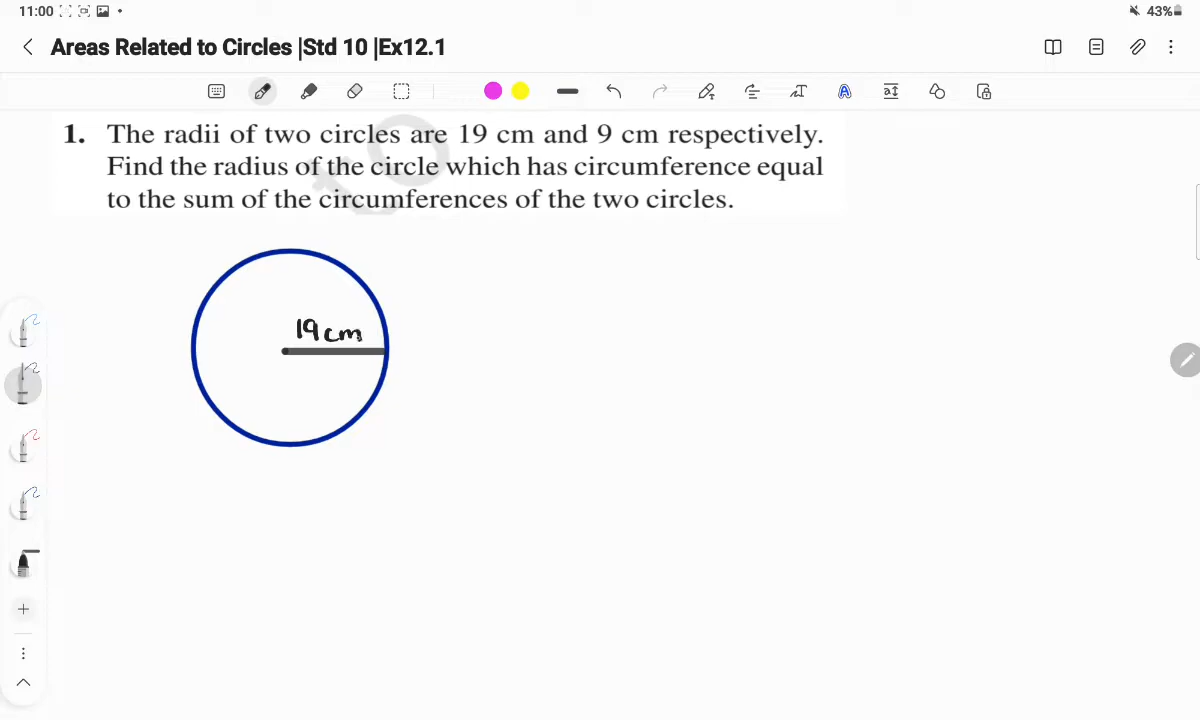 11:00
43%
Areas Related to Circles |Std 10 |Ex12.1
1. The radii of two circles are 19 cm and 9 cm respectively.
Find the radius of the circle which has circumference equal
to the sum of the circumferences of the two circles.
19 cm